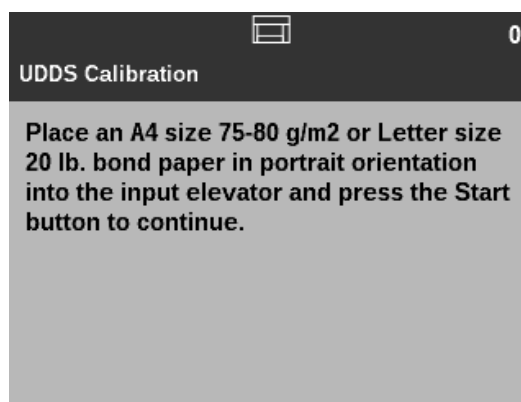 0
UDDS Calibration
Place an A4 size 75-80 g/m2 or Letter size
20 lb. bond paper in portrait orientation
into the input elevator and press the Start
button to continue.